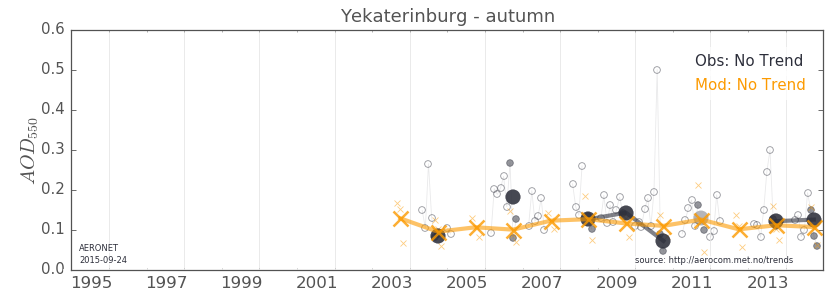 Yekaterinburg - autumn
0.6
0.5
0.4
0.3
0.2
0.1
0.0
AOD550
Obs: No Trend
Mod: No Trend
AERONET
2015-09-24
source: http://aerocom.met.no/trends
1995 1997 1999 2001 2003 2005 2007 2009 2011 2013